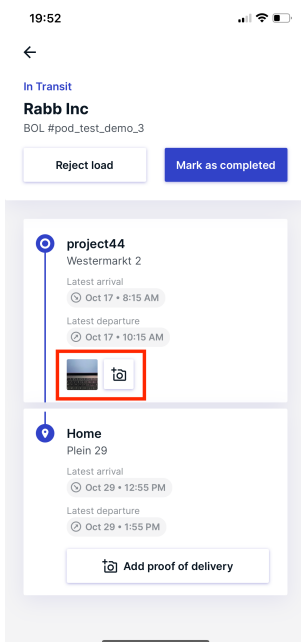 19:52
In Transit
Rabb Inc
BOL #pod_test_demo_3
Reject load
Mark as completed
project44
Westermarkt 2
Latest arrival
Oct 17 • 8:15 AM
Latest departure
Oct 17 • 10:15 AM
Home
Plein 29
Latest arrival
Oct 29 • 12:55 PM
Latest departure
Oct 29 • 1:55 PM
Add proof of delivery